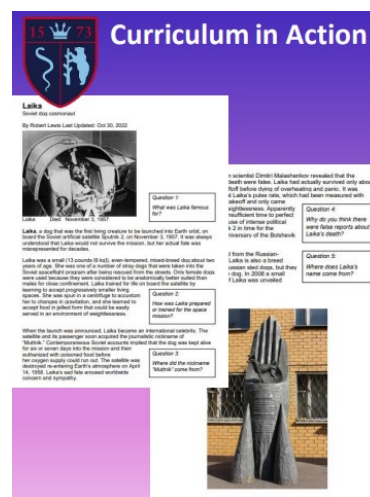 15 73
Curriculum in Action
Laika
Soviet dog cosmonaut
By Robert Lewis Last Updated: Oct 30, 2022
Laika Died: November 3, 1957
Question 1:
What was Laika famous
for?
Laika, a dog that was the first living creature to be launched into Earth orbit, on
board the Soviet artificial satellite Sputnik 2, on November 3, 1957. It was always
understood that Laika would not survive the mission, but her actual fate was
misrepresented for decades.
Laika was a small (13 pounds [6 kg]), even-tempered, mixed-breed dog about two
years of age. She was one of a number of stray dogs that were taken into the
Soviet spaceflight program after being rescued from the streets. Only female dogs
were used because they were considered to be anatomically better suited than
males for close confinement. Laika trained for life on board the satellite by
learning to accept progressively smaller living
spaces. She was spun in a centrifuge to accustom
her to changes in gravitation, and she learned to
accept food in jellied form that could be easily
served in an environment of weightlessness.
Question 2:
How was Laika prepared
or trained for the space
mission?
When the launch was announced, Laika became an international celebrity. The
satellite and its passenger soon acquired the journalistic nickname of
"Muttnik." Contemporaneous Soviet accounts implied that the dog was kept alive
for six or seven days into the mission and then
euthanized with poisoned food before
her oxygen supply could run out. The satellite was
destroyed re-entering Earth's atmosphere on April
14, 1958. Laika's sad fate aroused worldwide
concern and sympathy.
Question 3:
Where did the nickname
"Muttnik" come from?
scientist Dimitri Malashenkov revealed that the
death were false. Laika had actually survived only about
liftoff before dying of overheating and panic. It was
Laika's pulse rate, which had been measured with
takeoff and only came
weightlessness. Apparently
insufficient time to perfect
use of intense political
2 in time for the
niversary of the Bolshevik
Question 4:
Why do you think there
were false reports about
Laika's death?
from the Russian-
Laika is also a breed
ussian sled dogs, but they
dog. In 2008 a small
f Laika was unveiled
Question 5:
Where does Laika's
name come from?